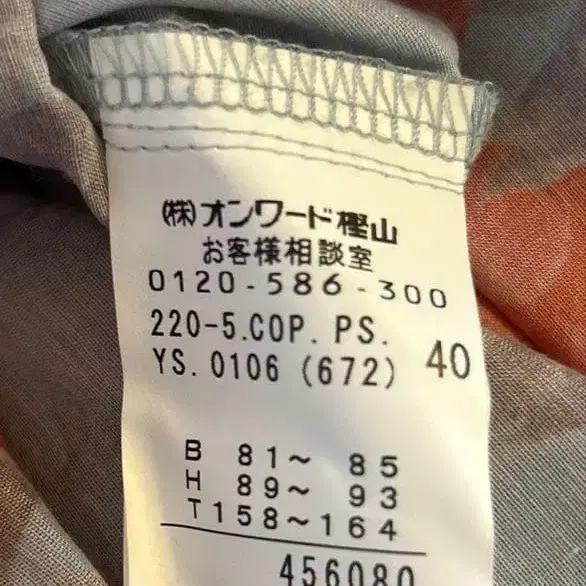 (株)オンワード樫山
お客様相談室
0120-586-300
220-5.COP.PS.
YS.0106 (672) 40
B 81~ 85
H 89~ 93
T158~164
456080